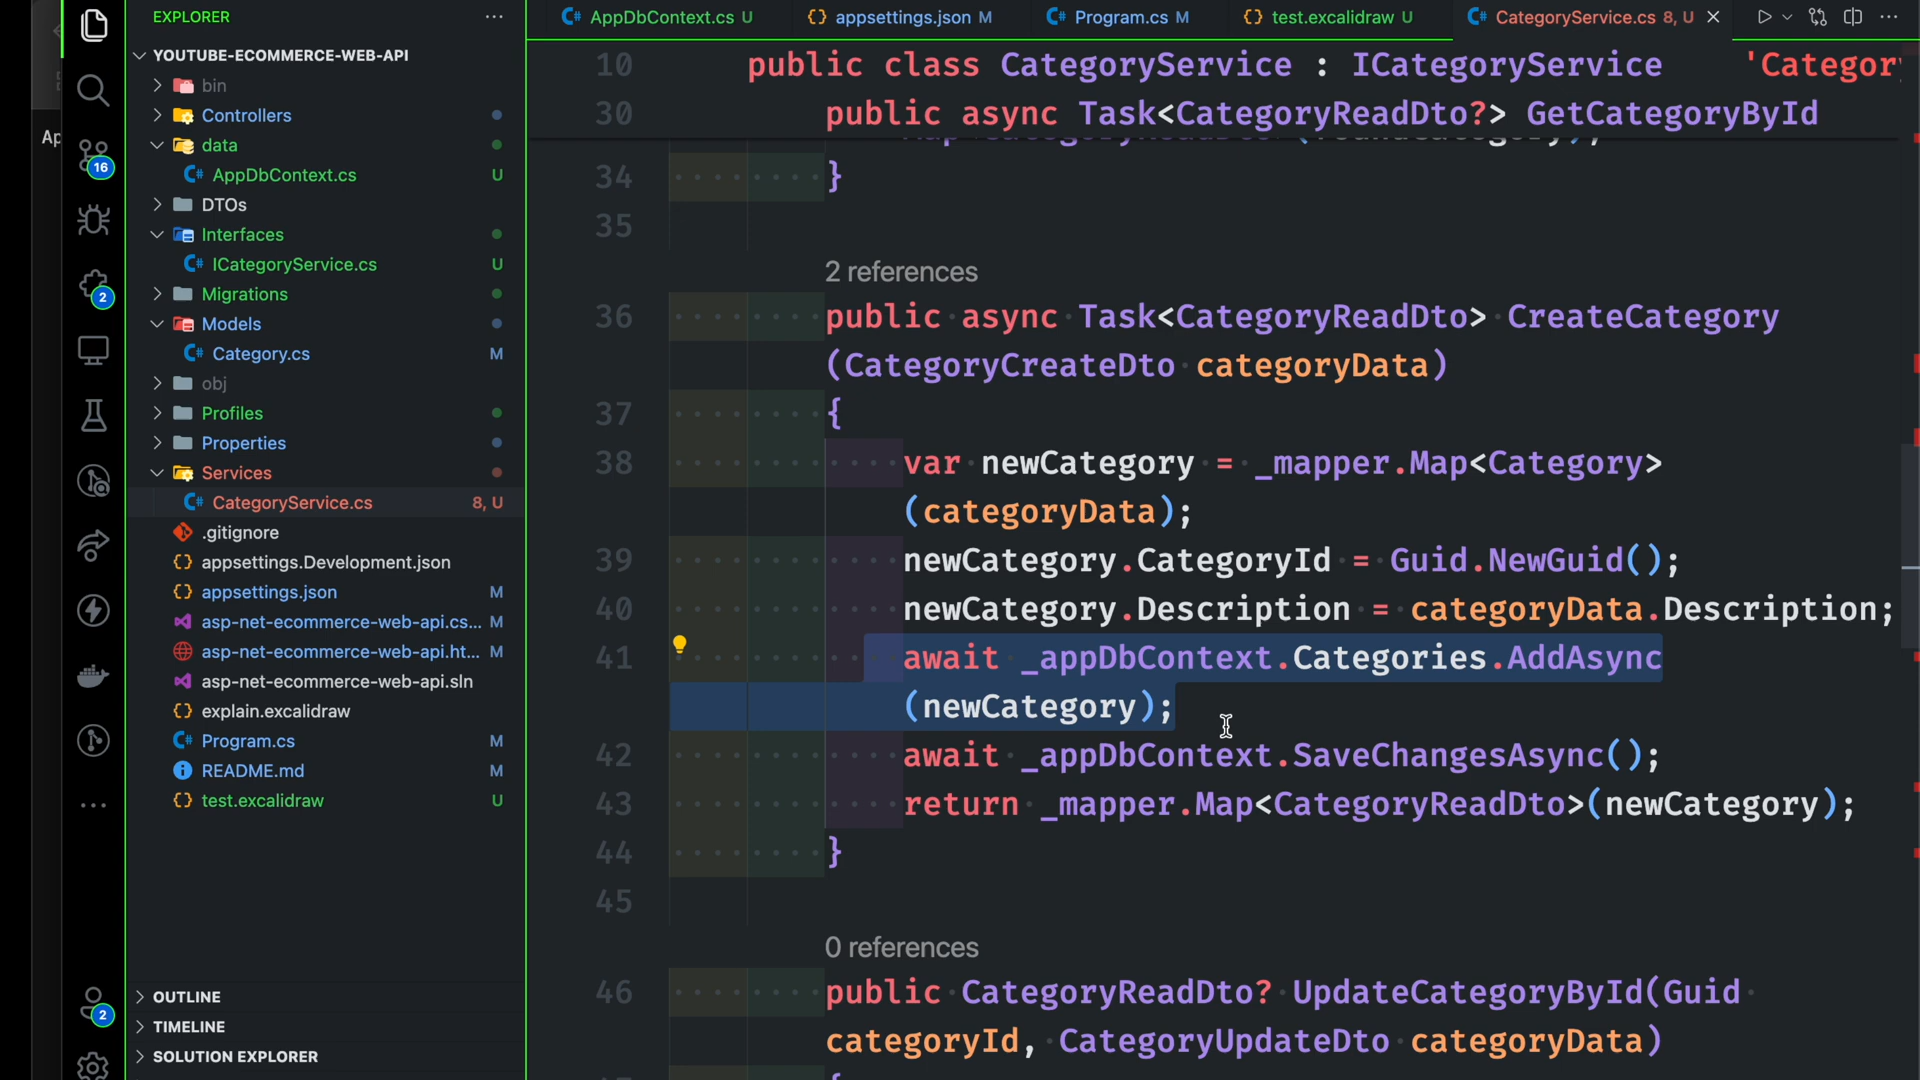 EXPLORER
YOUTUBE-ECOMMERCE-WEB-API
bin
Controllers
data
AppDbContext.cs U
DTOs
Interfaces
ICategoryService.cs U
Migrations
Models
Category.cs M
obj
Profiles
Properties
Services
CategoryService.cs 8, U
.gitignore
appsettings.Development.json
appsettings.json M
asp-net-ecommerce-web-api.cs... M
asp-net-ecommerce-web-api.ht... M
asp-net-ecommerce-web-api.sln
explain.excalidraw
Program.cs M
README.md M
test.excalidraw U
OUTLINE
TIMELINE
SOLUTION EXPLORER
16
2
2
Ap
AppDbContext.cs U appsettings.json M Program.cs M test.excalidraw U CategoryService.cs 8, U
10 public class CategoryService : ICategoryService 'Category
30 public async Task<CategoryReadDto?> GetCategoryById
34 }
35
2 references
36 public async Task<CategoryReadDto> CreateCategory
(CategoryCreateDto categoryData)
37 {
38 var newCategory = _mapper.Map<Category>
(categoryData);
39 newCategory.CategoryId = Guid.NewGuid();
40 newCategory.Description = categoryData.Description;
41 await _appDbContext.Categories.AddAsync
(newCategory);
42 await _appDbContext.SaveChangesAsync();
43 return _mapper.Map<CategoryReadDto>(newCategory);
44 }
45
0 references
46 public CategoryReadDto? UpdateCategoryById(Guid
categoryId, CategoryUpdateDto categoryData)